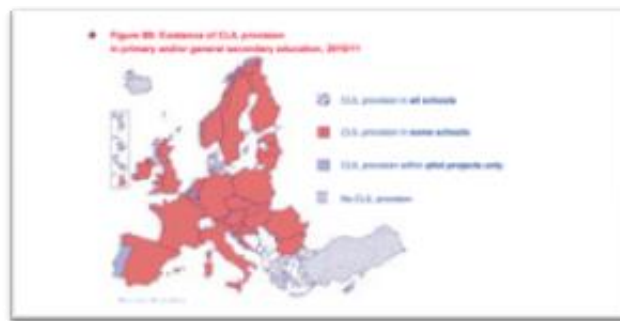 Figure B9: Existence of CLIL provision
in primary and/or general secondary education, 2010/11
CLIL provision in all schools
CLIL provision in some schools
CLIL provision within pilot projects only
No CLIL provision